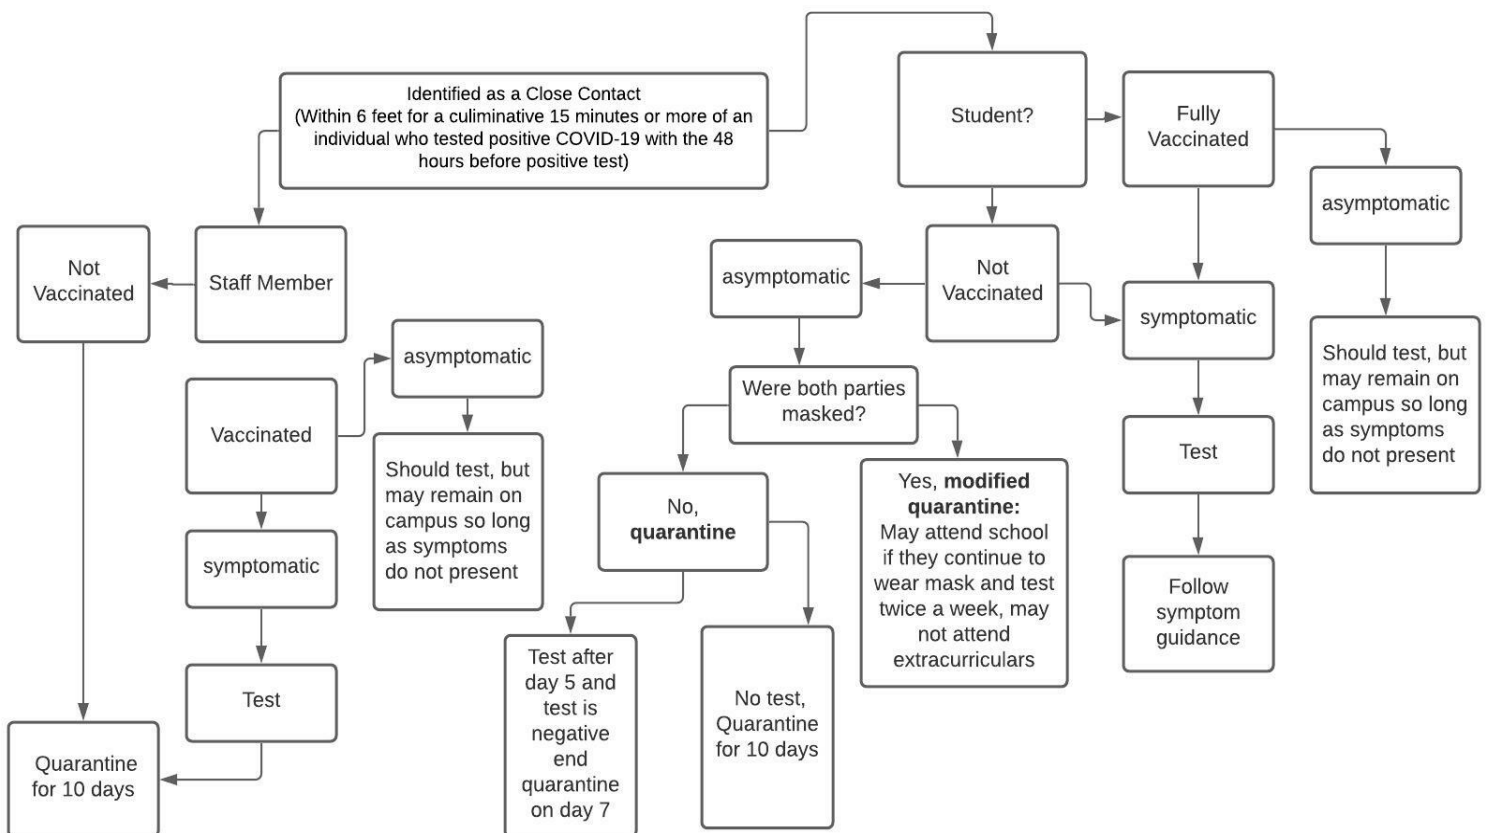 Identified as a Close Contact
(Within 6 feet for a culiminative 15 minutes or more of an
individual who tested positive COVID-19 with the 48
hours before positive test)
Student?
Fully
Vaccinated
asymptomatic
Not
Vaccinated
Staff Member
asymptomatic
Not
Vaccinated
symptomatic
Should test, but
may remain on
campus so long
as symptoms
do not present
asymptomatic
Vaccinated
Were both parties
masked?
Test
Should test, but
may remain on
campus so long
as symptoms
do not present
No,
quarantine
Yes, modified
quarantine:
May attend school
if they continue to
wear mask and test
twice a week, may
not attend
extracurriculars
symptomatic
Follow
symptom
guidance
Test
Test after
day 5 and
test is
negative
end
quarantine
on day 7
No test,
Quarantine
for 10 days
Quarantine
for 10 days